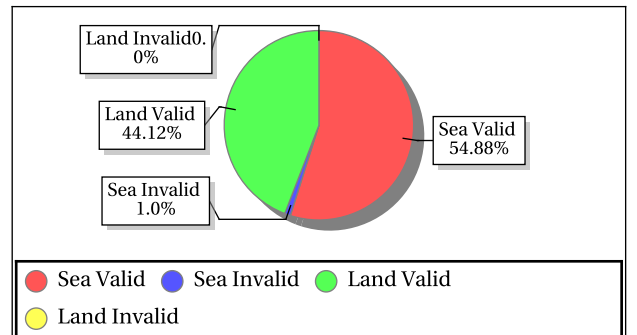 Land Invalid0.
0%
Land Valid
44.12%
Sea Valid
54.88%
Sea Invalid
1.0%
Sea Valid
Sea Invalid
Land Valid
Land Invalid